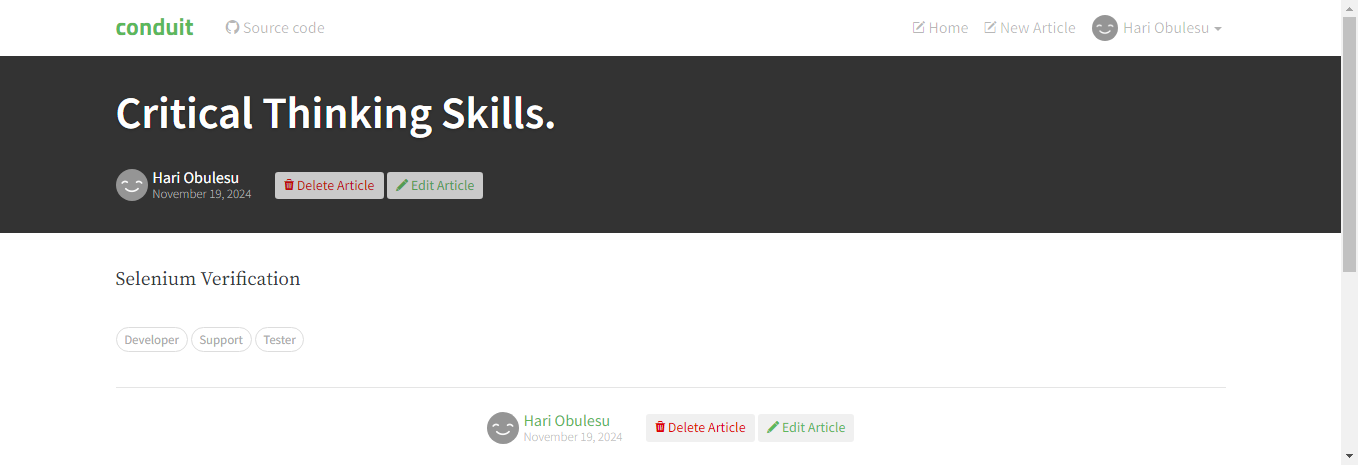 conduit Source code Home New Article Hari Obulesu
Critical Thinking Skills.
Hari Obulesu
November 19, 2024
Delete Article Edit Article
Selenium Verification
Developer Support Tester
Hari Obulesu
November 19, 2024
Delete Article Edit Article